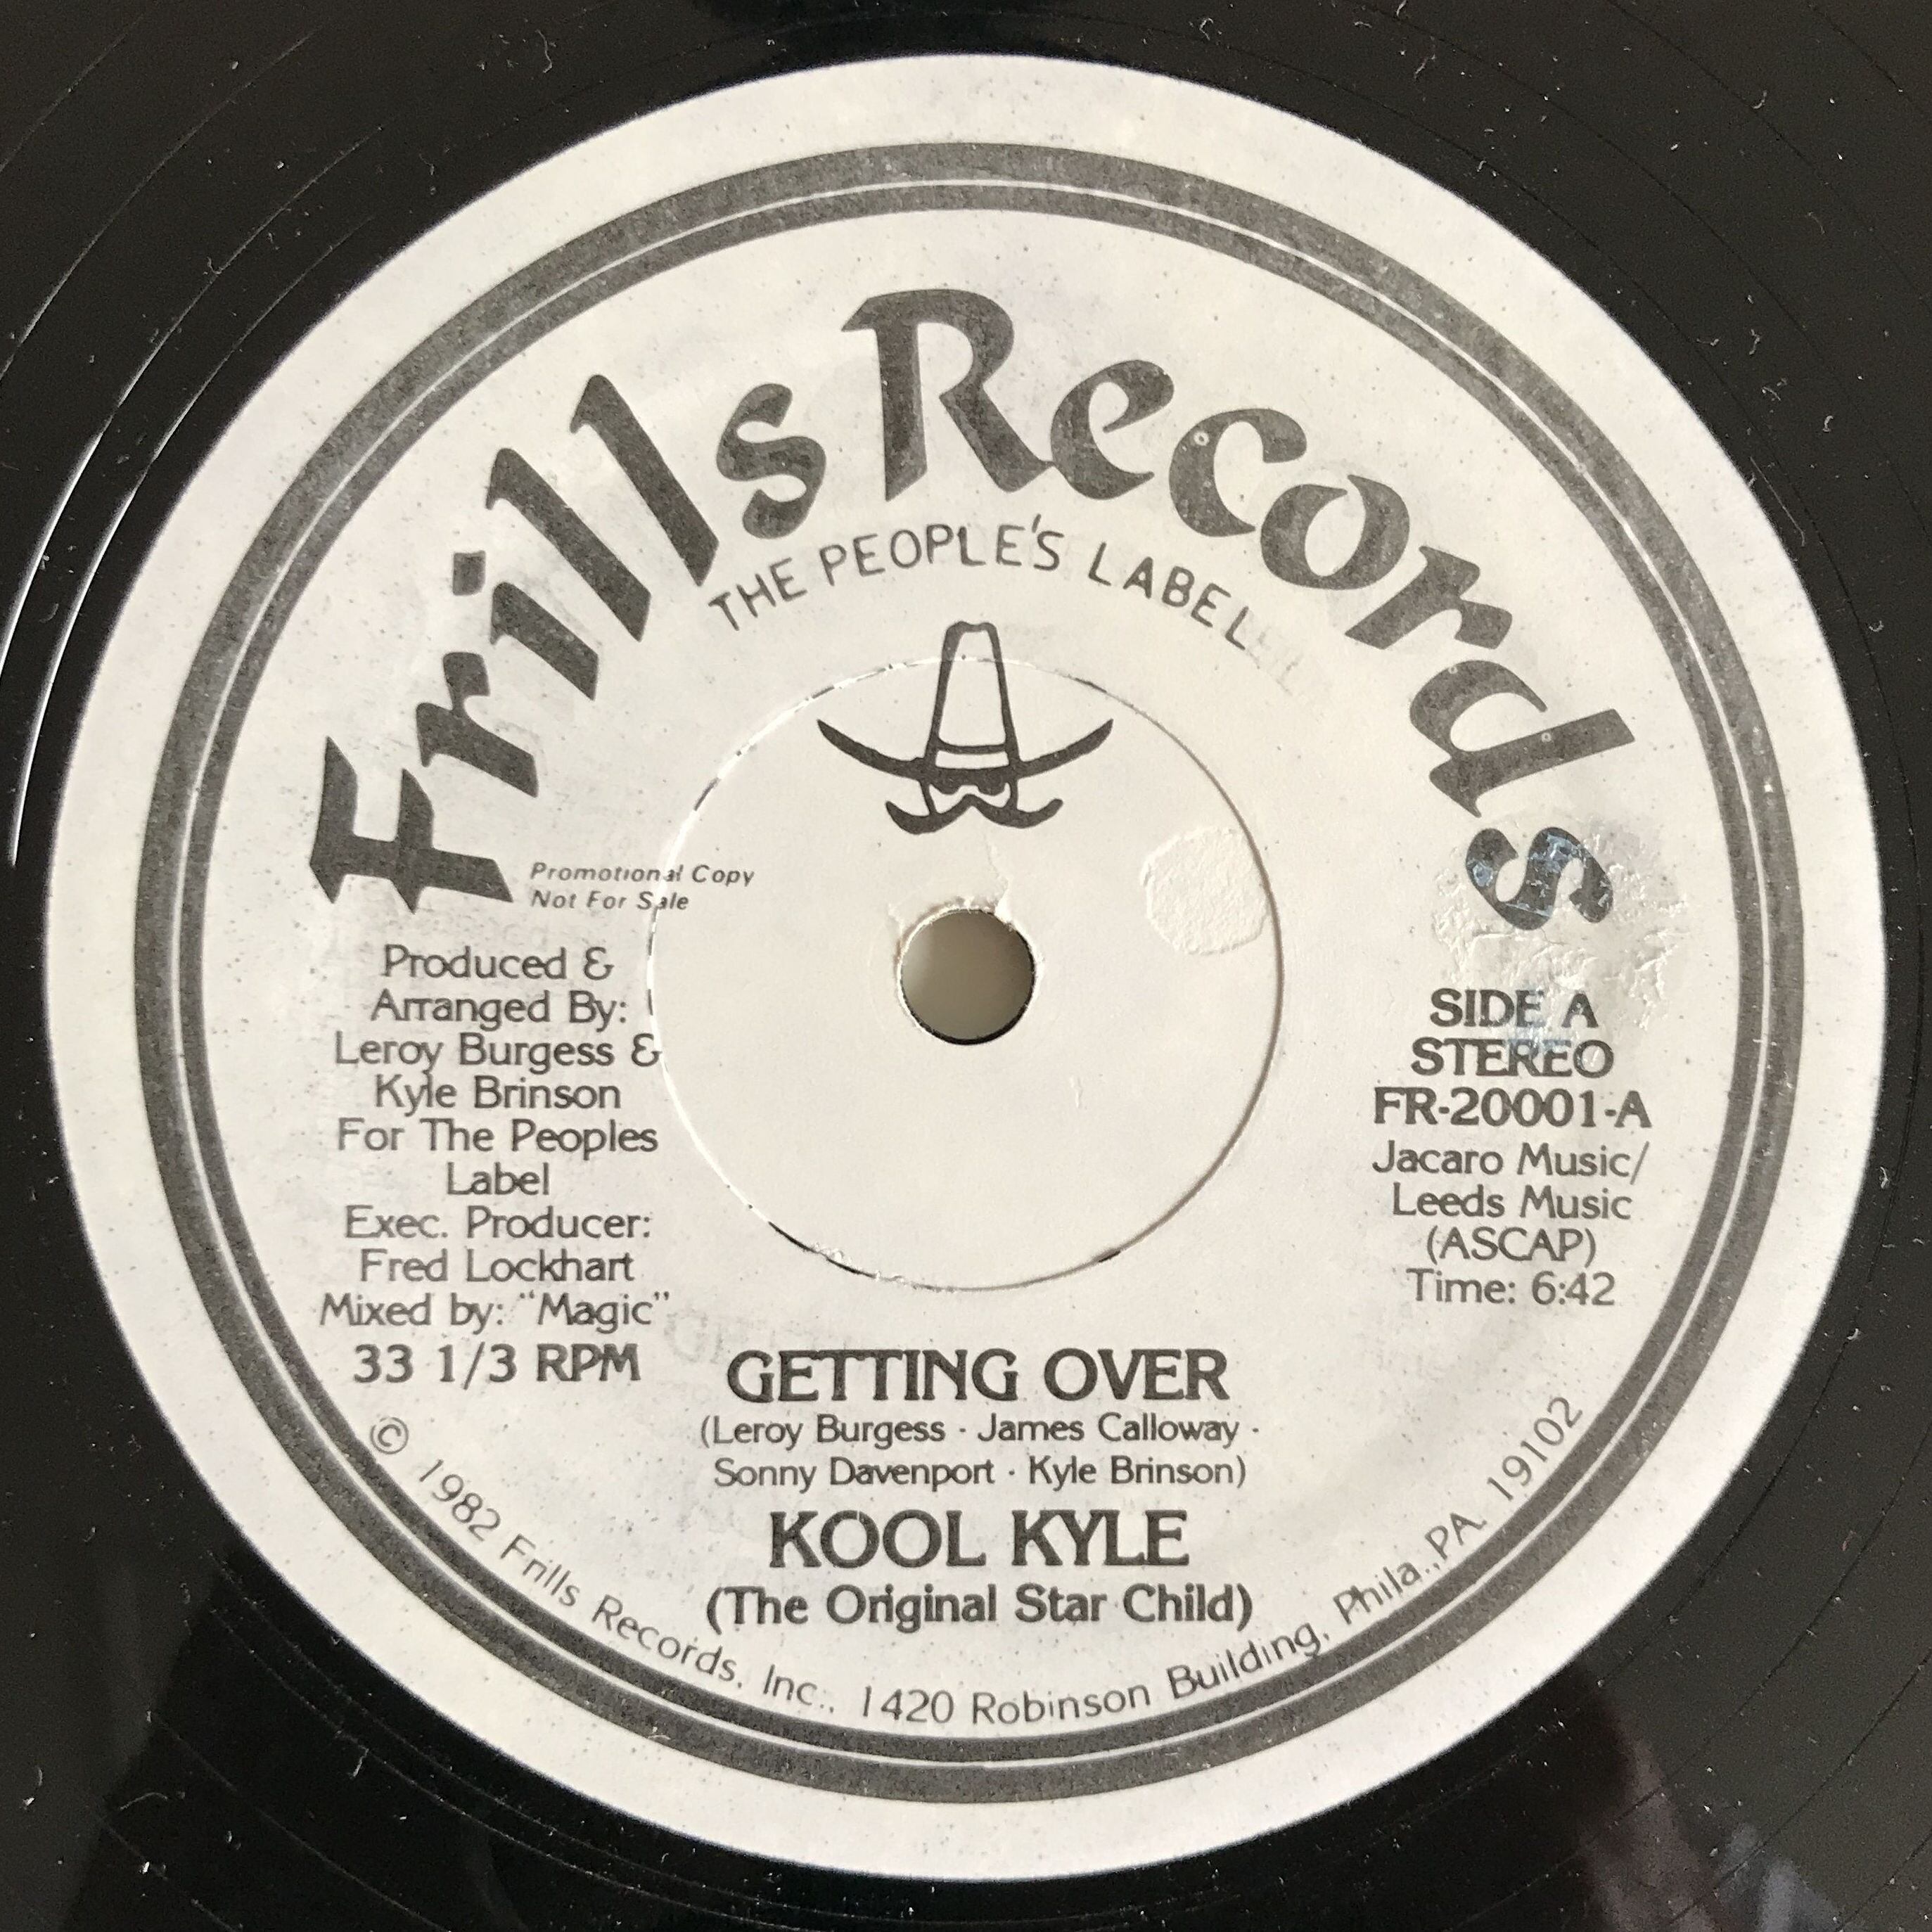 Frills Records
THE PEOPLE'S LABEL
Promotional Copy
Not For Sale
Produced &
Arranged By:
Leroy Burgess &
Kyle Brinson
For The Peoples
Label
Exec. Producer:
Fred Lockhart
Mixed by: "Magic"
33 1/3 RPM
SIDE A
STEREO
FR-20001-A
Jacaro Music/
Leeds Music
(ASCAP)
Time: 6:42
GETTING OVER
(Leroy Burgess · James Calloway ·
Sonny Davenport · Kyle Brinson)
KOOL KYLE
(The Original Star Child)
© 1982 Frills Records, Inc., 1420 Robinson Building, Phila., PA. 19102